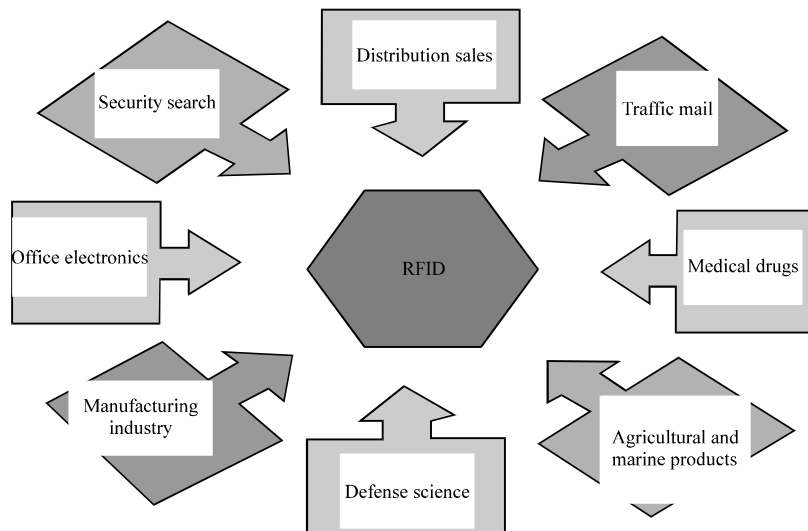 Distribution sales
Security search
Traffic mail
Office electronics
RFID
Medical drugs
Manufacturing
industry
Agricultural and
marine products
Defense science